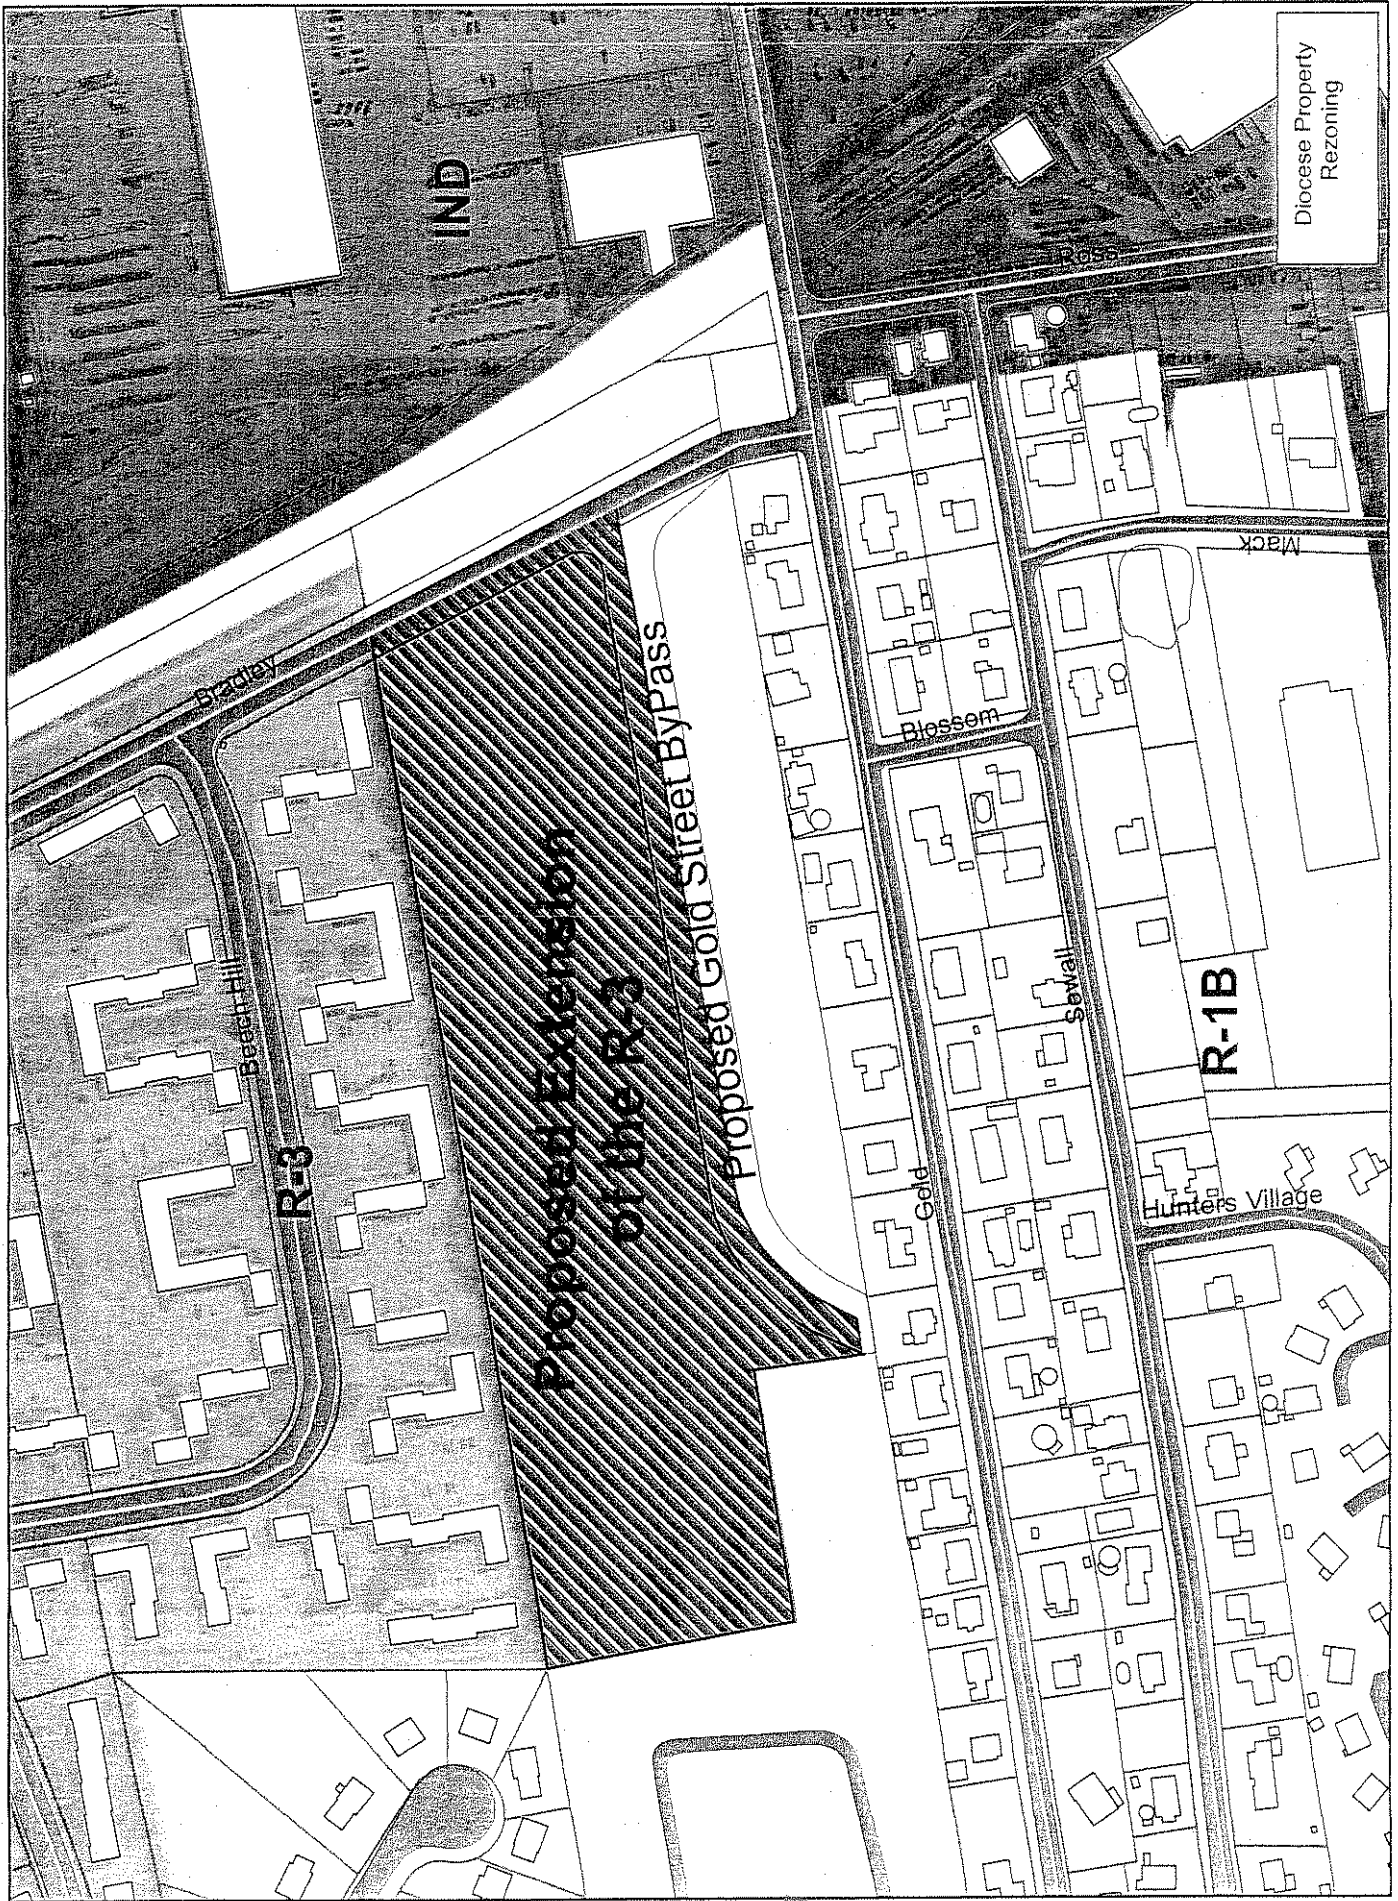 Diocese Property
Rezoning
IND
Ross
Bradley
Mack
Proposed Gold Street ByPass
Blossom
Proposed Extension
of the R-3
Beech Hill
R-3
Sewall
R-1B
Gold
Hunters Village